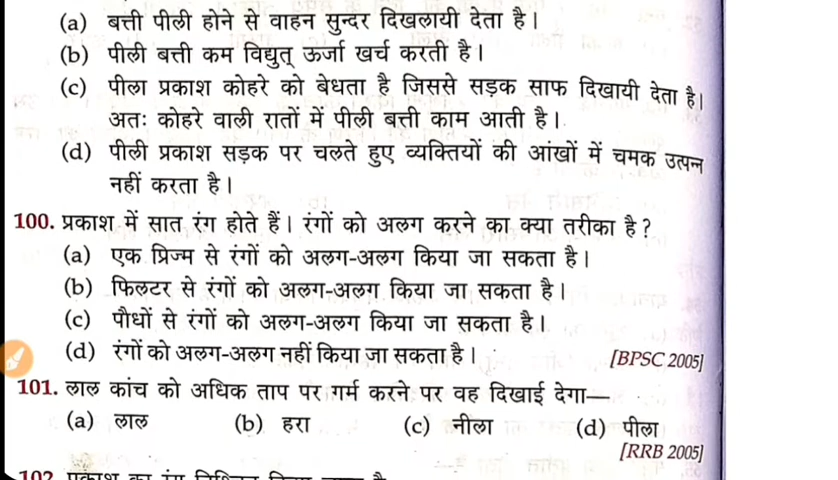 (a) बत्ती पीली होने से वाहन सुन्दर दिखलायी देता है।
(b) पीली बत्ती कम विद्युत् ऊर्जा खर्च करती है।
(c) पीला प्रकाश कोहरे को बेधता है जिससे सड़क साफ दिखायी देता है।
अतः कोहरे वाली रातों में पीली बत्ती काम आती है।
(d) पीली प्रकाश सड़क पर चलते हुए व्यक्तियों की आंखों में चमक उत्पन्न
नहीं करता है।
100. प्रकाश में सात रंग होते हैं। रंगों को अलग करने का क्या तरीका है?
(a) एक प्रिज्म से रंगों को अलग-अलग किया जा सकता है।
(b) फिलटर से रंगों को अलग-अलग किया जा सकता है।
(c) पौधों से रंगों को अलग-अलग किया जा सकता है।
(d) रंगों को अलग-अलग नहीं किया जा सकता है। [BPSC 2005]
101. लाल कांच को अधिक ताप पर गर्म करने पर वह दिखाई देगा—
(a) लाल (b) हरा (c) नीला (d) पीला
[RRB 2005]
102. प्रकाश का रंग निश्चित किया जाता है